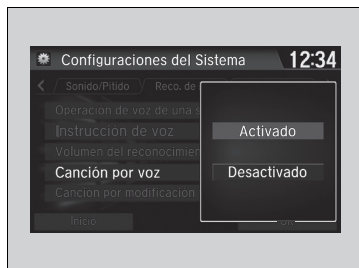 Configuraciones del Sistema 12:34
Sonido/Pitido Reco. de
Operación de voz de una s
Instrucción de voz
Volumen del reconocimien
Canción por voz
Canción por modificación
Activado
Desactivado
Inicio